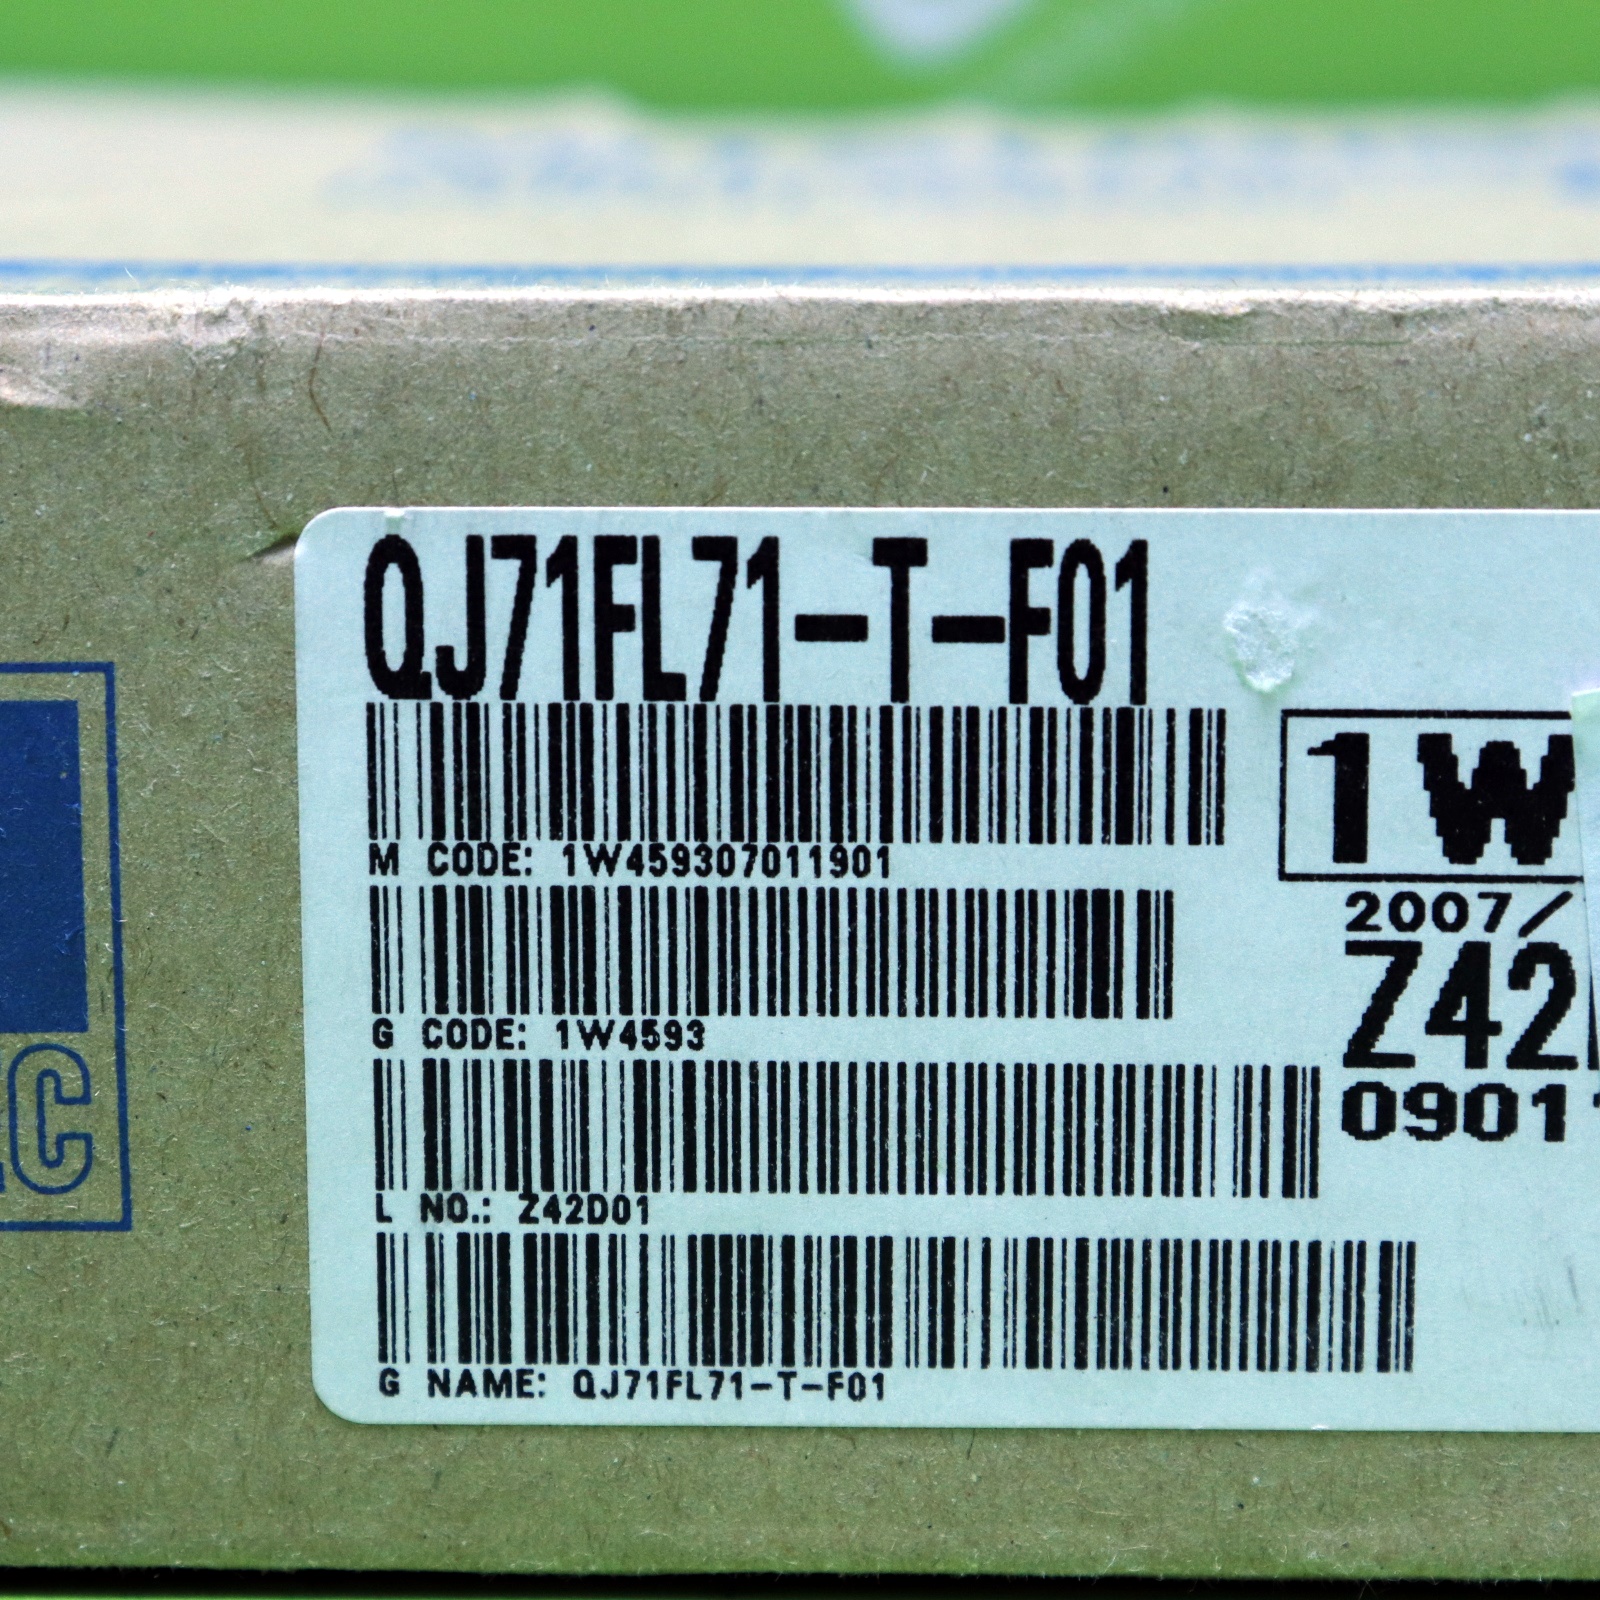 QJ71FL71-T-F01
1W
M CODE: 1W459307011901
2007/
Z42
G CODE: 1W4593
0901
L NO.: Z42D01
G NAME: QJ71FL71-T-F01
C